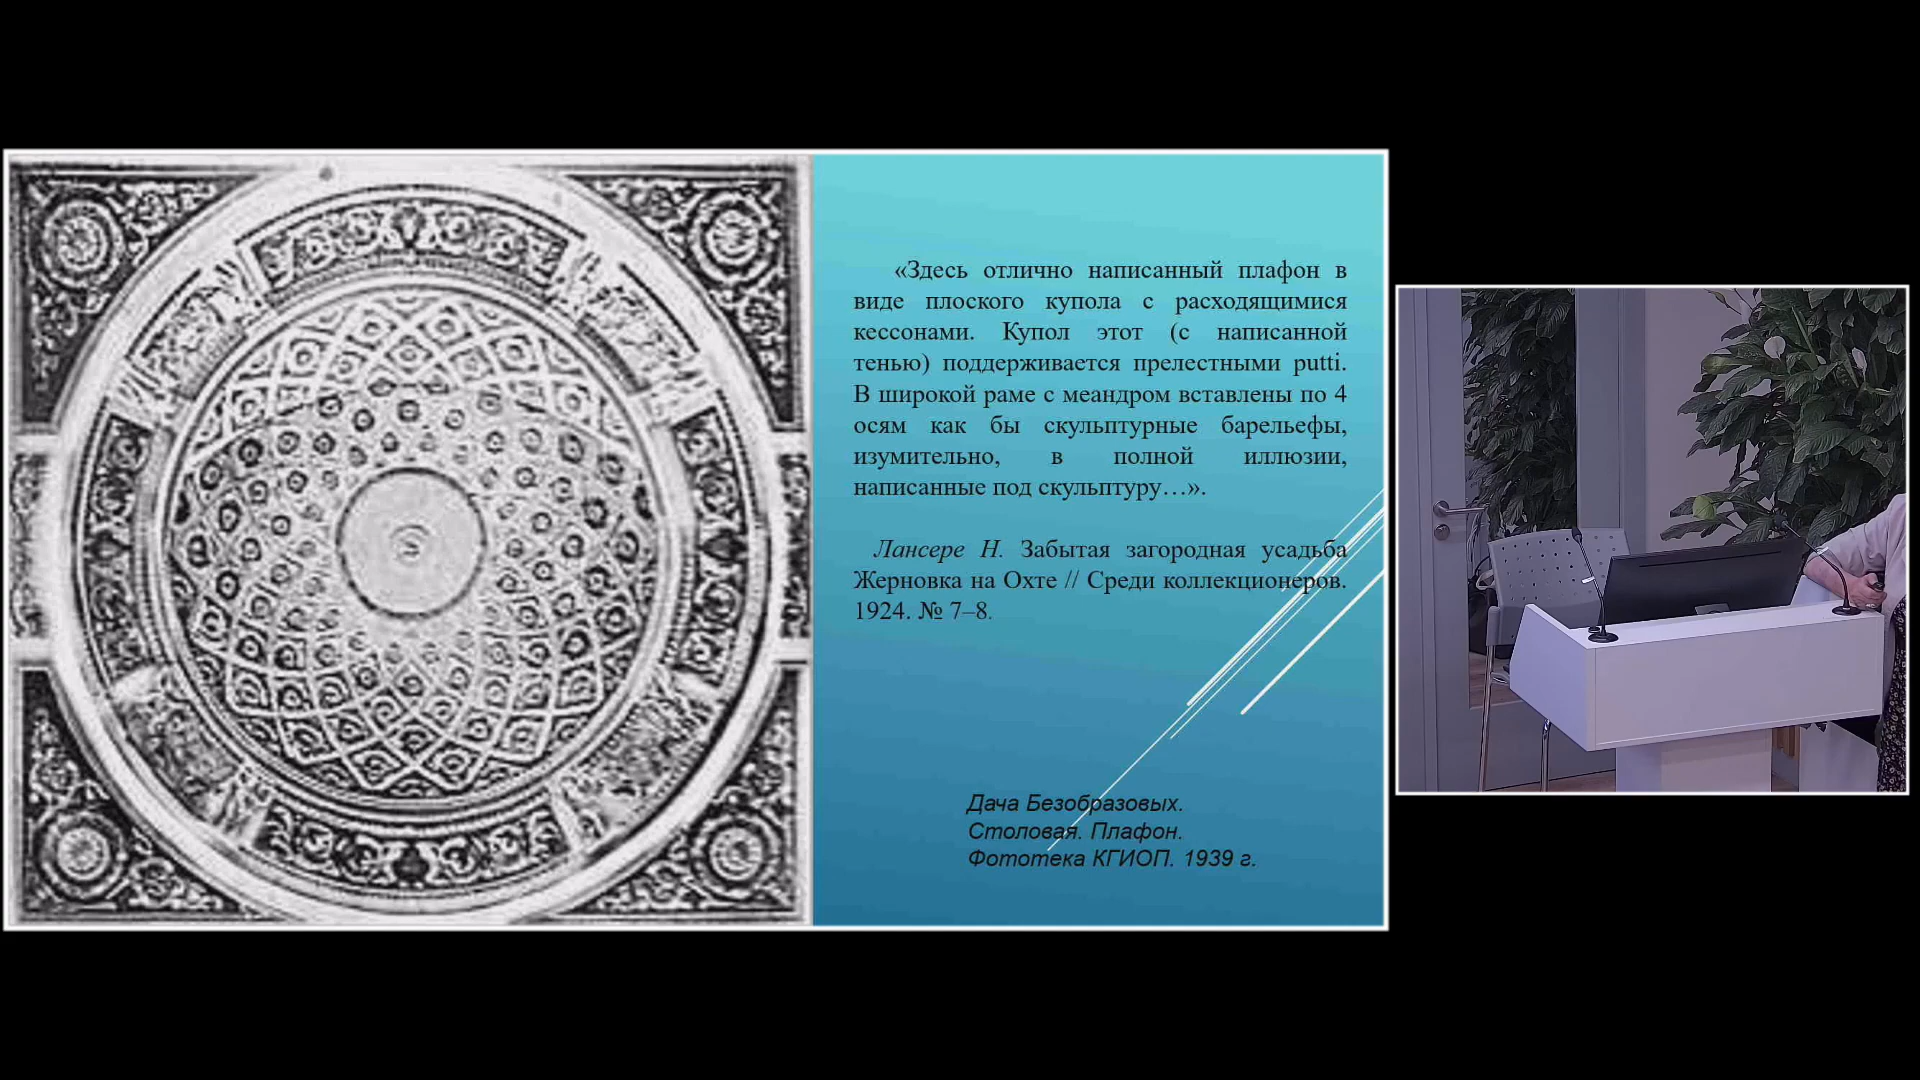 «Здесь отлично написанный плафон в
виде плоского купола с расходящимися
кессонами. Купол этот (с написанной
тенью) поддерживается прелестными putti.
В широкой раме с меандром вставлены по 4
осям как бы скульптурные барельефы,
изумительно, в полной иллюзии,
написанные под скульптуру…».
Лансере Н. Забытая загородная усадьба
Жерновка на Охте // Среди коллекционеров.
1924. № 7–8.
Дача Безобразовых.
Столовая. Плафон.
Фототека КГИОП. 1939 г.